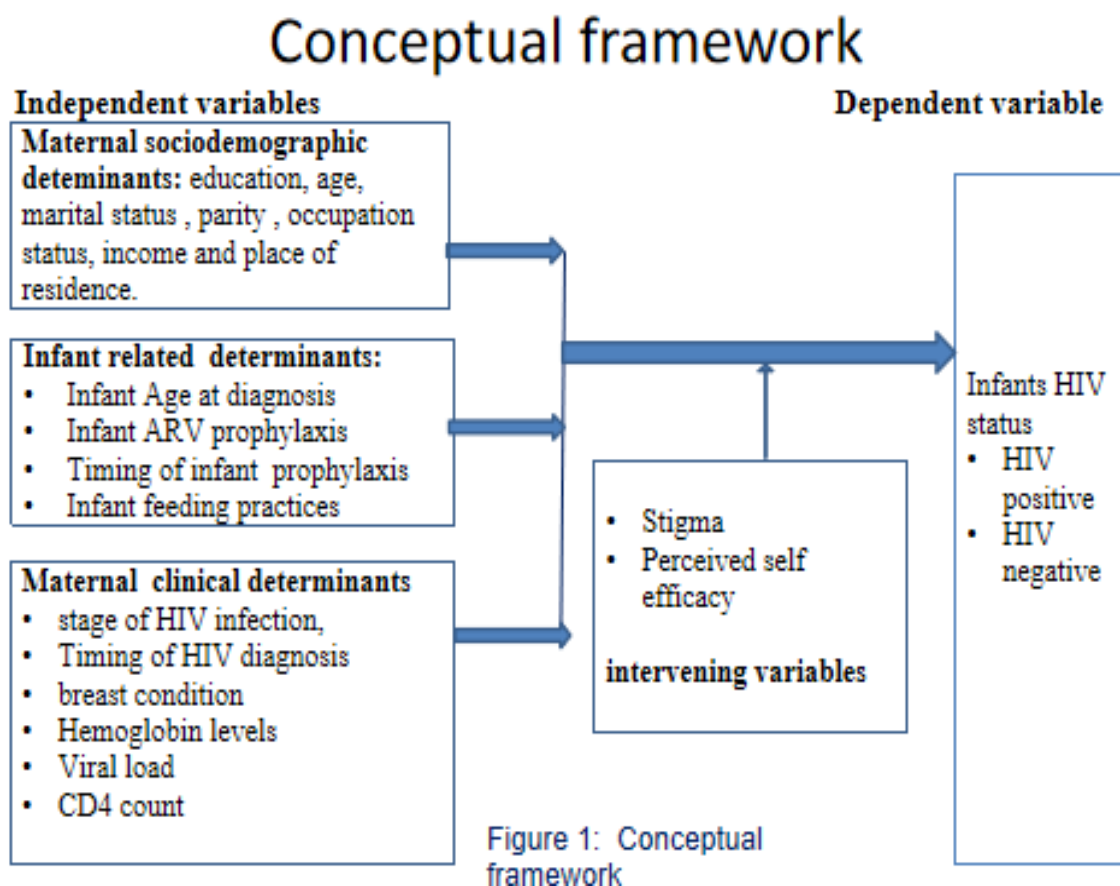 Conceptual framework
Independent variables
Maternal sociodemographic
deteminants: education, age,
marital status , parity , occupation
status, income and place of
residence.
Infant related determinants:
• Infant Age at diagnosis
• Infant ARV prophylaxis
• Timing of infant prophylaxis
• Infant feeding practices
Maternal clinical determinants
• stage of HIV infection,
• Timing of HIV diagnosis
• breast condition
• Hemoglobin levels
• Viral load
• CD4 count
• Stigma
• Perceived self
efficacy
intervening variables
Dependent variable
Infants HIV
status
• HIV
positive
• HIV
negative
Figure 1: Conceptual
framework